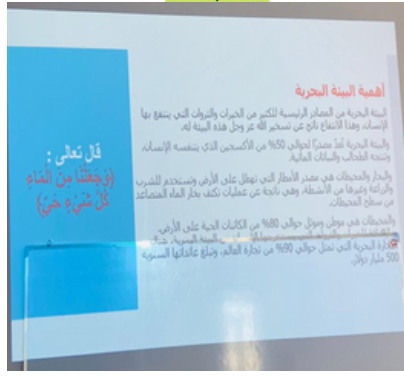 أهمية البيئة البحرية
البيئة البحرية من المصادر الرئيسية للكثير من الخيرات والثروات التي ينتفع بها
الإنسان، وهذا الانتفاع ناتج عن تسخير الله عز وجل هذه البيئة له.
والبيئة البحرية تعدّ مصدرًا لحوالي 50% من الأكسجين الذي يتنفسه الإنسان،
وتنتجه الطحالب والنباتات المائية.
والبحار والمحيطات هي مصدر الأمطار التي تهطل على الأرض وتستخدم للشرب
والزراعة وغيرها من الأنشطة، وهي ناتجة عن عمليات تكثف بخار الماء المتصاعد
من سطح المحيطات.
والمحيطات هي موطن وموئل حوالي 80% من الكائنات الحية على الأرض.
البيئة البحرية،
التجارة البحرية التي تمثل حوالي 90% من تجارة العالم، وتبلغ عائداتها السنوية
500 مليار دولار.
قال تعالى :
﴿وَجَعَلْنَا مِنَ الْمَاءِ
كُلَّ شَيْءٍ حَيٍّ﴾